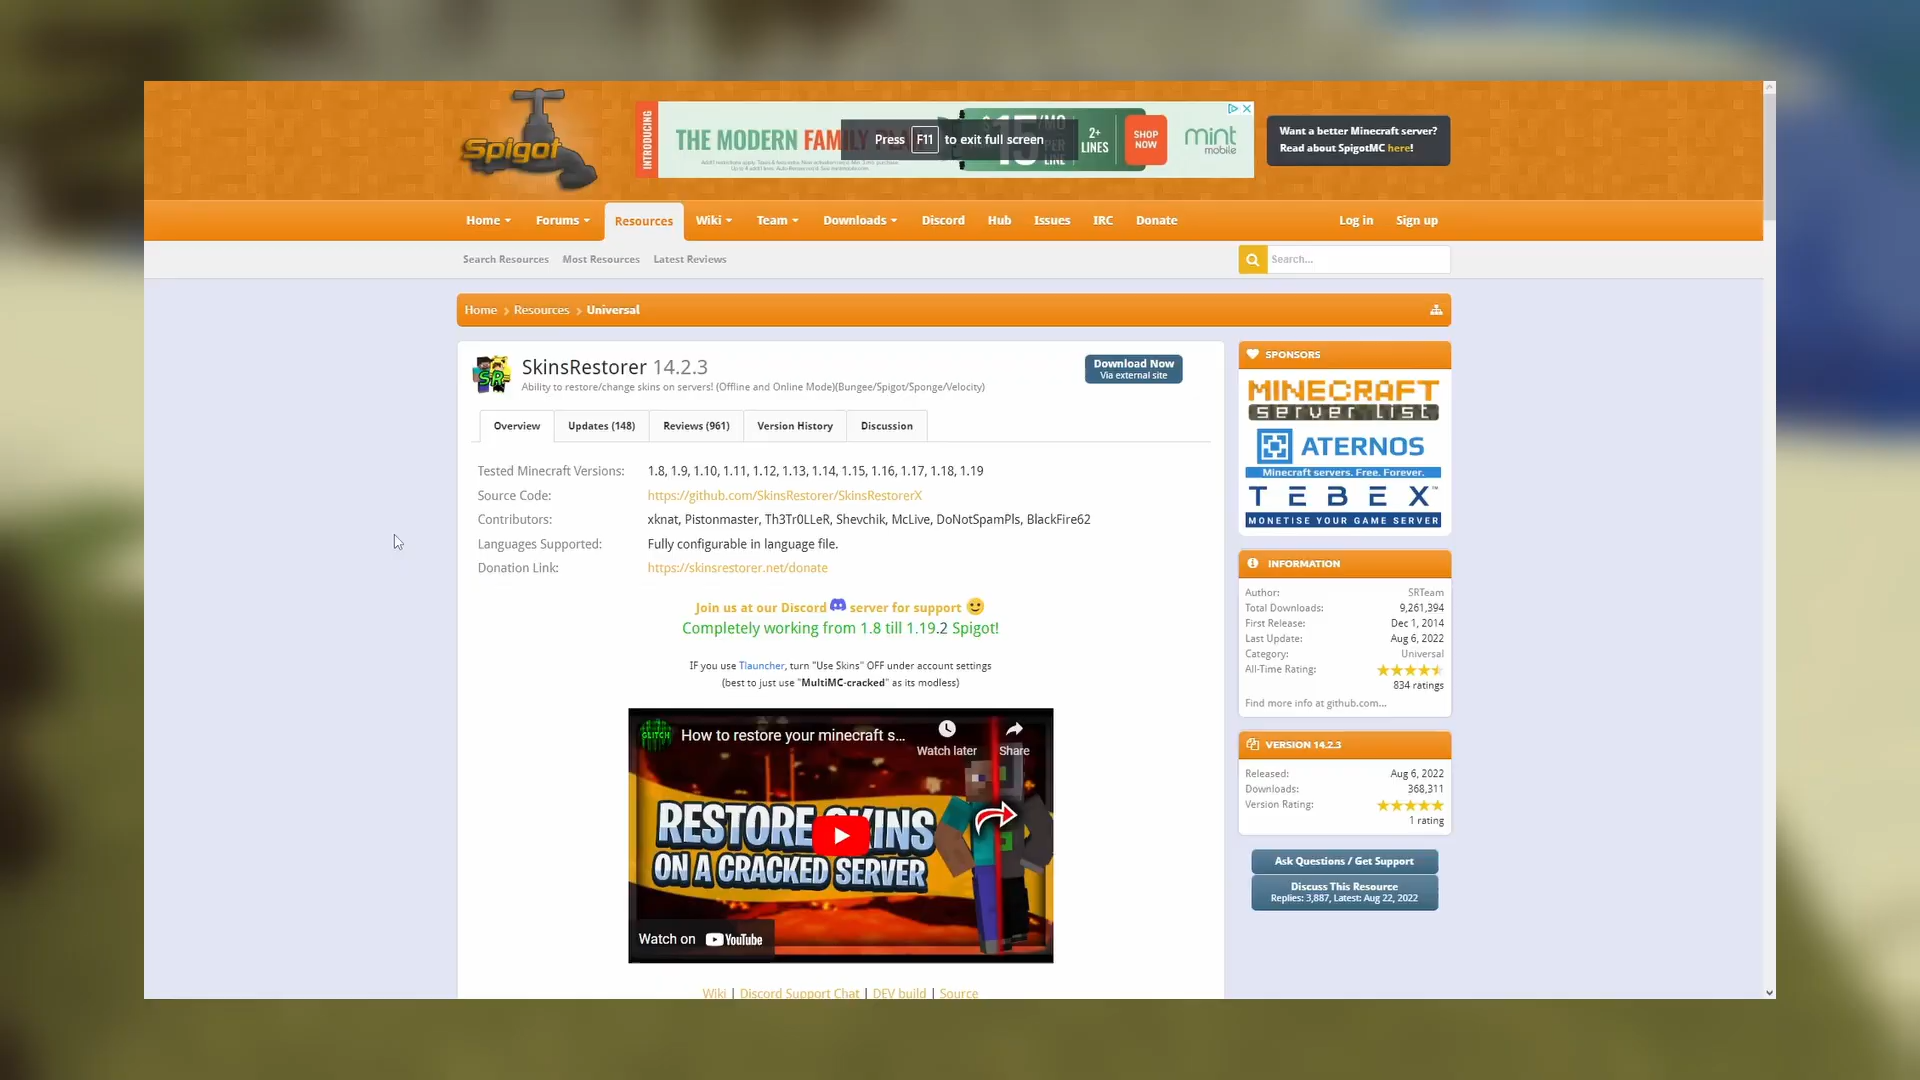 Spigot
INTRODUCING
THE MODERN FAMILY
2+
LINES
SHOP
NOW
mint
mobile
Press F11 to exit full screen
Want a better Minecraft server?
Read about SpigotMC here!
Home Forums Resources Wiki Team Downloads Discord Hub Issues IRC Donate Log in Sign up
Search Resources Most Resources Latest Reviews
Search...
Home Resources Universal
SkinsRestorer 14.2.3
Ability to restore/change skins on servers! (Offline and Online Mode)(Bungee/Spigot/Sponge/Velocity)
Download Now
Via external site
Overview Updates (148) Reviews (961) Version History Discussion
Tested Minecraft Versions: 1.8, 1.9, 1.10, 1.11, 1.12, 1.13, 1.14, 1.15, 1.16, 1.17, 1.18, 1.19
Source Code: https://github.com/SkinsRestorer/SkinsRestorerX
Contributors: xknat, Pistonmaster, Th3Tr0LLeR, Shevchik, McLive, DoNotSpamPls, BlackFire62
Languages Supported: Fully configurable in language file.
Donation Link: https://skinsrestorer.net/donate
Join us at our Discord server for support
Completely working from 1.8 till 1.19.2 Spigot!
IF you use Tlauncher, turn "Use Skins" OFF under account settings
(best to just use "MultiMC-cracked" as its modless)
GLITCH
How to restore your minecraft s...
Watch later
Share
RESTORE SKINS
ON A CRACKED SERVER
Watch on YouTube
Wiki | Discord Support Chat | DEV build | Source
SPONSORS
MINECRAFT
server list
ATERNOS
Minecraft servers. Free. Forever.
TEBEX™
MONETISE YOUR GAME SERVER
INFORMATION
Author: SRTeam
Total Downloads: 9,261,394
First Release: Dec 1, 2014
Last Update: Aug 6, 2022
Category: Universal
All-Time Rating:
834 ratings
Find more info at github.com...
VERSION 14.2.3
Released: Aug 6, 2022
Downloads: 368,311
Version Rating:
1 rating
Ask Questions / Get Support
Discuss This Resource
Replies: 3,887, Latest: Aug 22, 2022